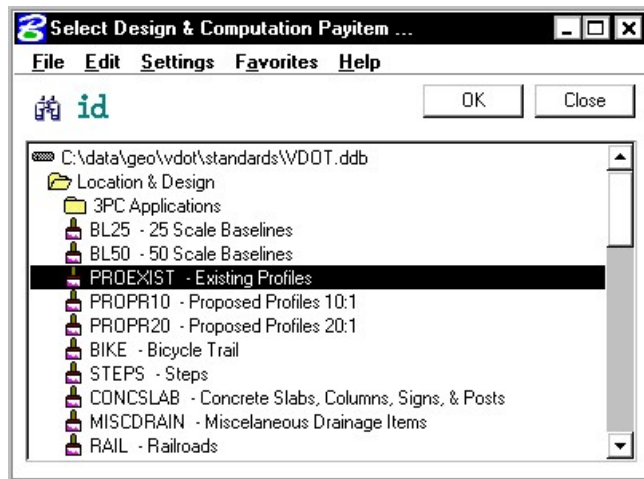 Select Design & Computation Payitem ...
File Edit Settings Favorites Help
id OK Close
C:\data\geo\vdot\standards\VDOT.ddb
Location & Design
3PC Applications
BL25 - 25 Scale Baselines
BL50 - 50 Scale Baselines
PROEXIST - Existing Profiles
PROPR10 - Proposed Profiles 10:1
PROPR20 - Proposed Profiles 20:1
BIKE - Bicycle Trail
STEPS - Steps
CONCSLAB - Concrete Slabs, Columns, Signs, & Posts
MISCDRAIN - Miscelaneous Drainage Items
RAIL - Railroads